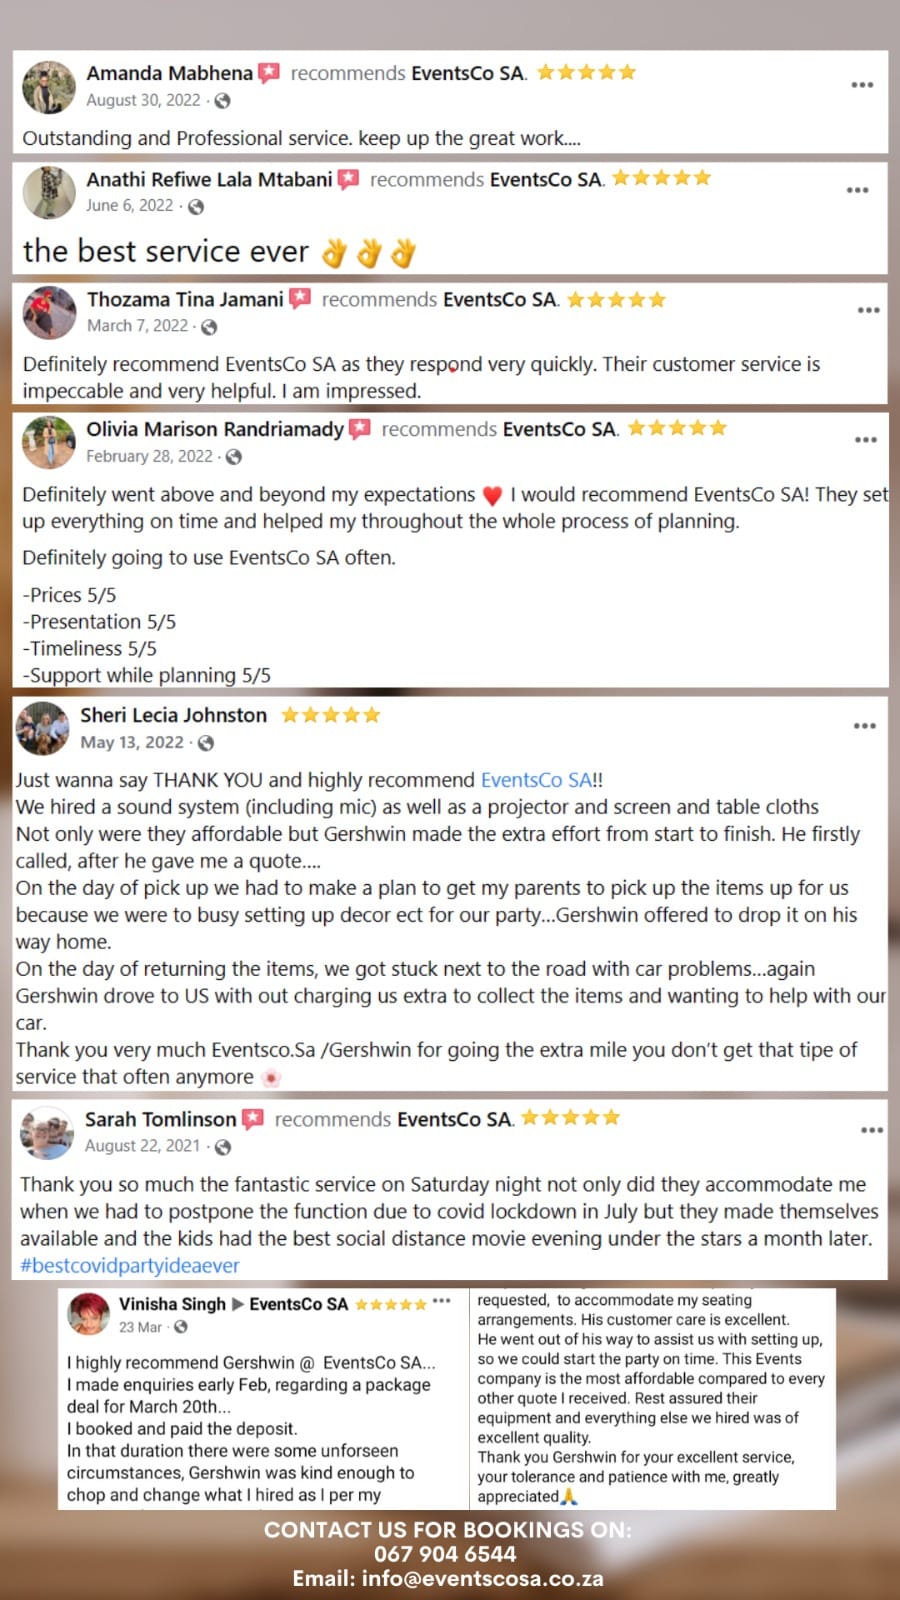 Amanda Mabhena recommends EventsCo SA. ⭐⭐⭐⭐⭐
August 30, 2022 ·
Outstanding and Professional service. keep up the great work....
Anathi Refiwe Lala Mtabani recommends EventsCo SA. ⭐⭐⭐⭐⭐
June 6, 2022 ·
the best service ever 👌👌👌
Thozama Tina Jamani recommends EventsCo SA. ⭐⭐⭐⭐⭐
March 7, 2022 ·
Definitely recommend EventsCo SA as they respond very quickly. Their customer service is
impeccable and very helpful. I am impressed.
Olivia Marison Randriamady recommends EventsCo SA. ⭐⭐⭐⭐⭐
February 28, 2022 ·
Definitely went above and beyond my expectations ❤️ I would recommend EventsCo SA! They set
up everything on time and helped my throughout the whole process of planning.
Definitely going to use EventsCo SA often.
-Prices 5/5
-Presentation 5/5
-Timeliness 5/5
-Support while planning 5/5
Sheri Lecia Johnston ⭐⭐⭐⭐⭐
May 13, 2022 ·
Just wanna say THANK YOU and highly recommend EventsCo SA!!
We hired a sound system (including mic) as well as a projector and screen and table cloths
Not only were they affordable but Gershwin made the extra effort from start to finish. He firstly
called, after he gave me a quote....
On the day of pick up we had to make a plan to get my parents to pick up the items up for us
because we were to busy setting up decor ect for our party...Gershwin offered to drop it on his
way home.
On the day of returning the items, we got stuck next to the road with car problems...again
Gershwin drove to US with out charging us extra to collect the items and wanting to help with our
car.
Thank you very much Eventsco.Sa /Gershwin for going the extra mile you don't get that tipe of
service that often anymore 🌸
Sarah Tomlinson recommends EventsCo SA. ⭐⭐⭐⭐⭐
August 22, 2021 ·
Thank you so much the fantastic service on Saturday night not only did they accommodate me
when we had to postpone the function due to covid lockdown in July but they made themselves
available and the kids had the best social distance movie evening under the stars a month later.
#bestcovidpartyideaever
Vinisha Singh ▶ EventsCo SA ⭐⭐⭐⭐⭐
23 Mar ·
I highly recommend Gershwin @ EventsCo SA...
I made enquiries early Feb, regarding a package
deal for March 20th...
I booked and paid the deposit.
In that duration there were some unforseen
circumstances, Gershwin was kind enough to
chop and change what I hired as I per my
requested, to accommodate my seating
arrangements. His customer care is excellent.
He went out of his way to assist us with setting up,
so we could start the party on time. This Events
company is the most affordable compared to every
other quote I received. Rest assured their
equipment and everything else we hired was of
excellent quality.
Thank you Gershwin for your excellent service,
your tolerance and patience with me, greatly
appreciated🙏
CONTACT US FOR BOOKINGS ON:
067 904 6544
Email: info@eventscosa.co.za